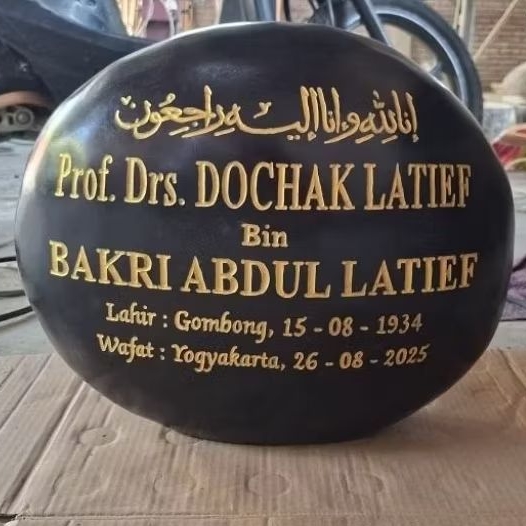 إنا لله وإنا إليه راجعون
Prof. Drs. DOCHAK LATIEF
Bin
BAKRI ABDUL LATIEF
Lahir : Gombong, 15 - 08 - 1934
Wafat : Yogyakarta, 26 - 08 - 2025